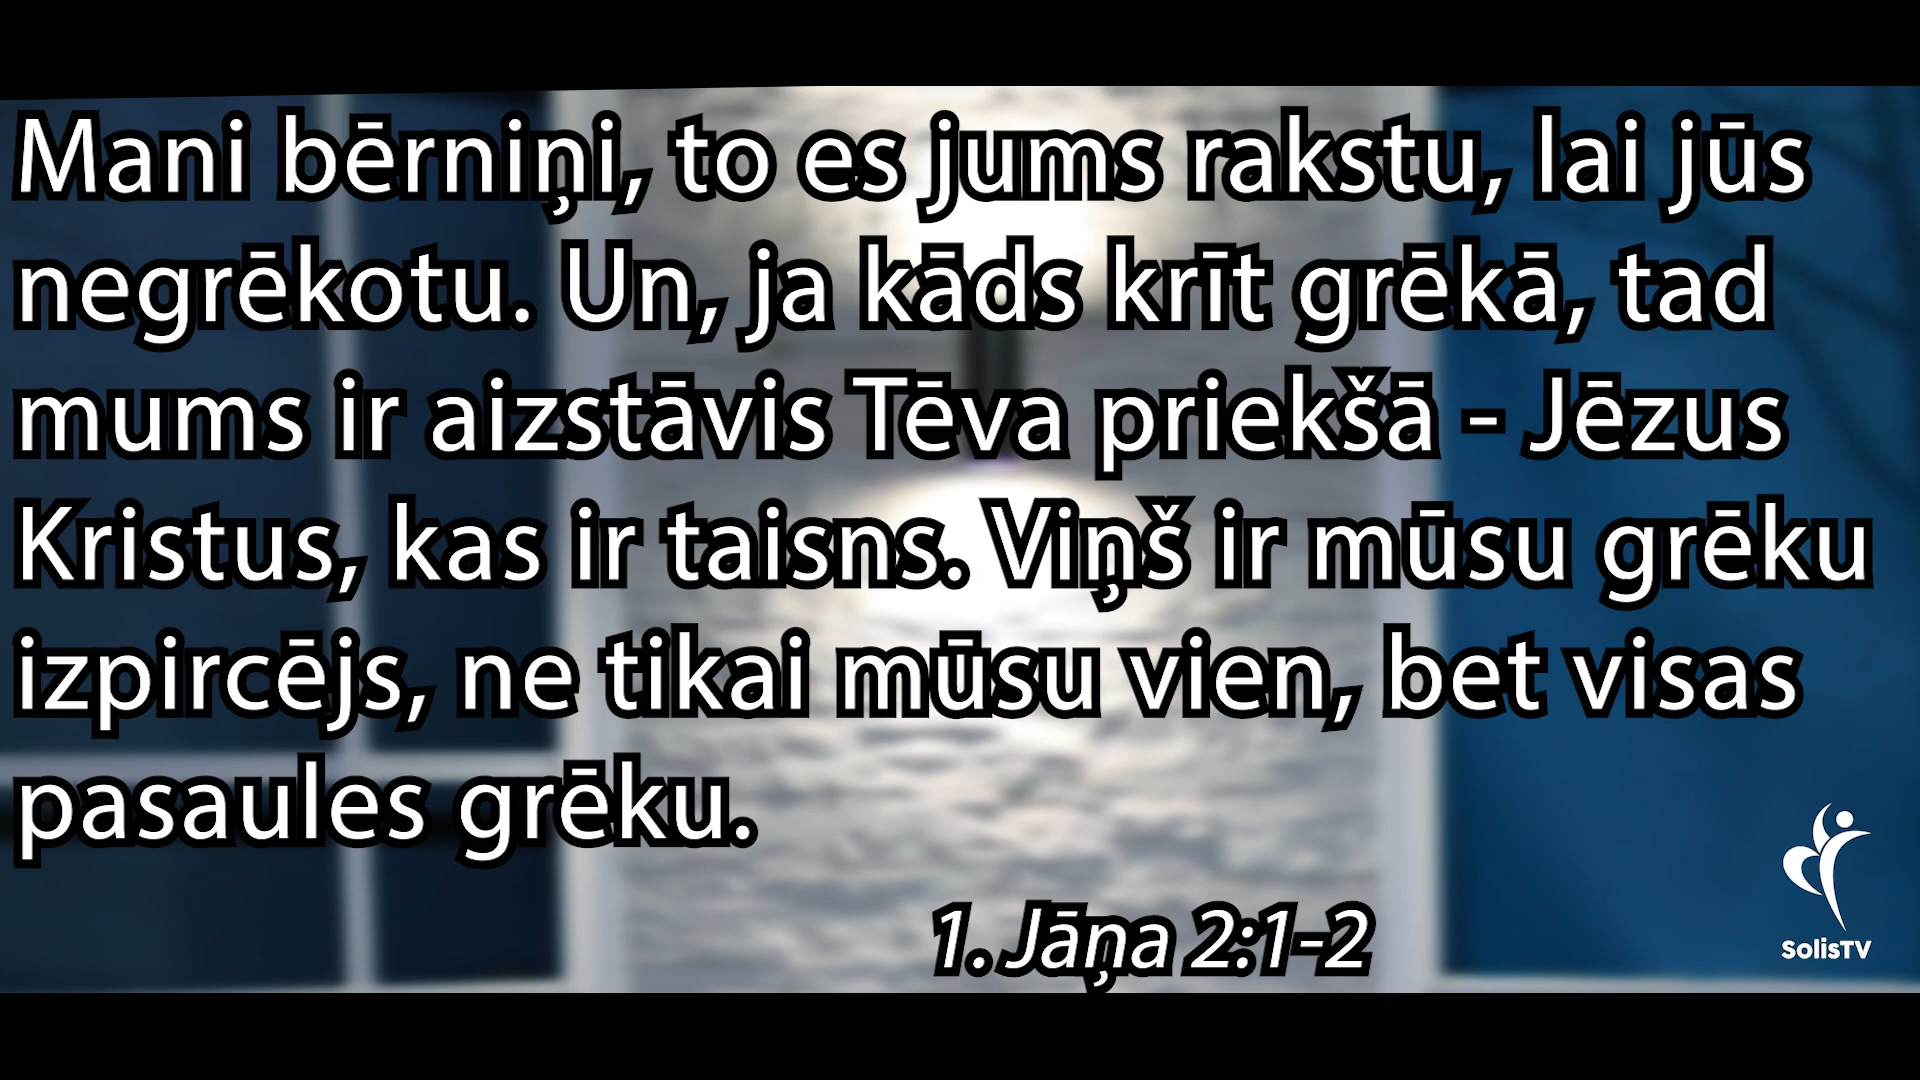 Mani bērniņi, to es jums rakstu, lai jūs
negrēkotu. Un, ja kāds krīt grēkā, tad
mums ir aizstāvis Tēva priekšā - Jēzus
Kristus, kas ir taisns. Viņš ir mūsu grēku
izpircējs, ne tikai mūsu vien, bet visas
pasaules grēku.
1. Jāņa 2:1-2
SolisTV